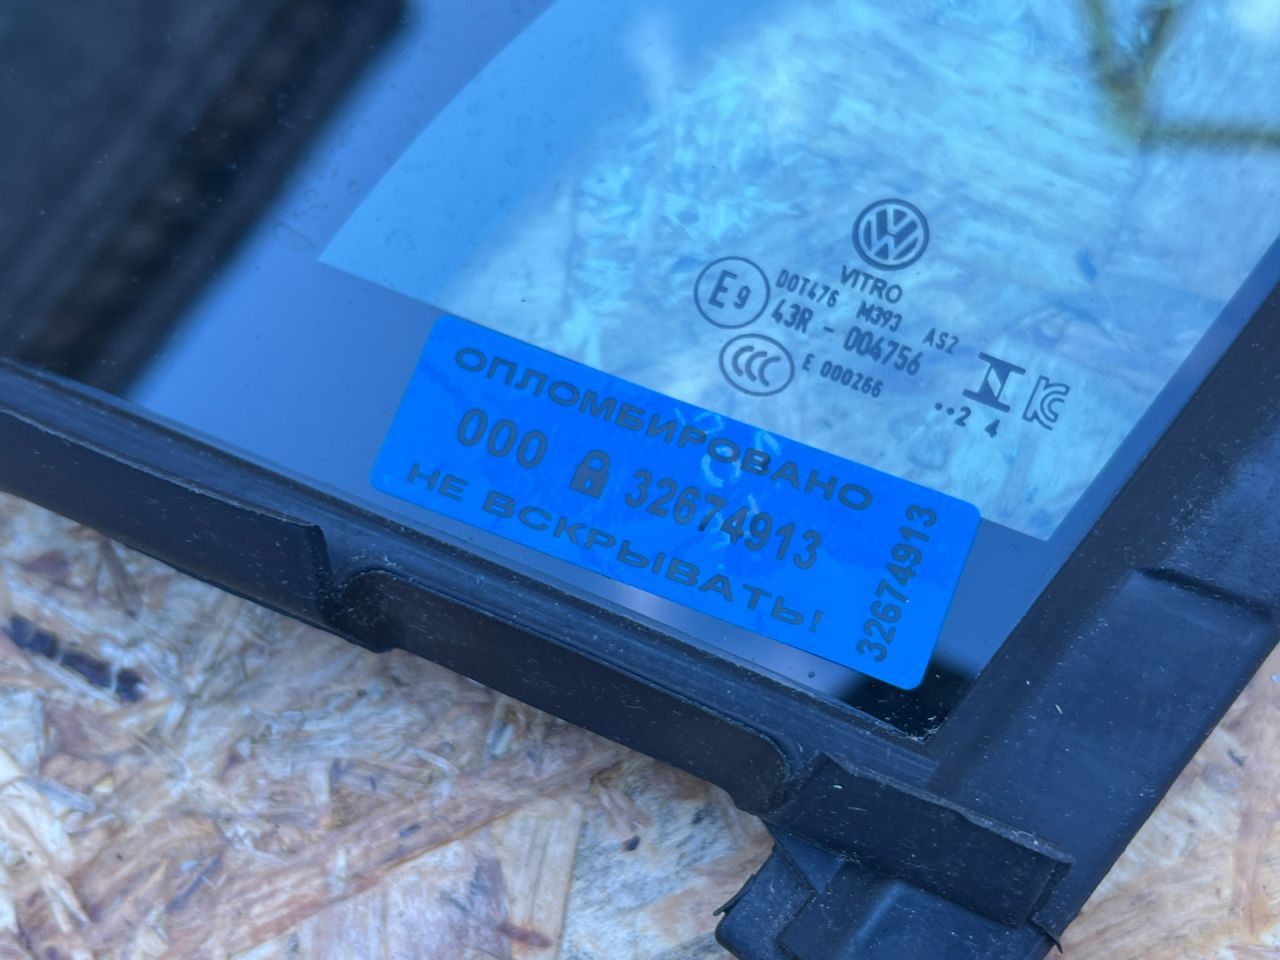 VITRO
E9
DOT476 M393 AS2
43R - 004756
CCC E 000266
..2 4
ОПЛОМБИРОВАНО
000 32674913
НЕ ВСКРЫВАТЬ!
32674913